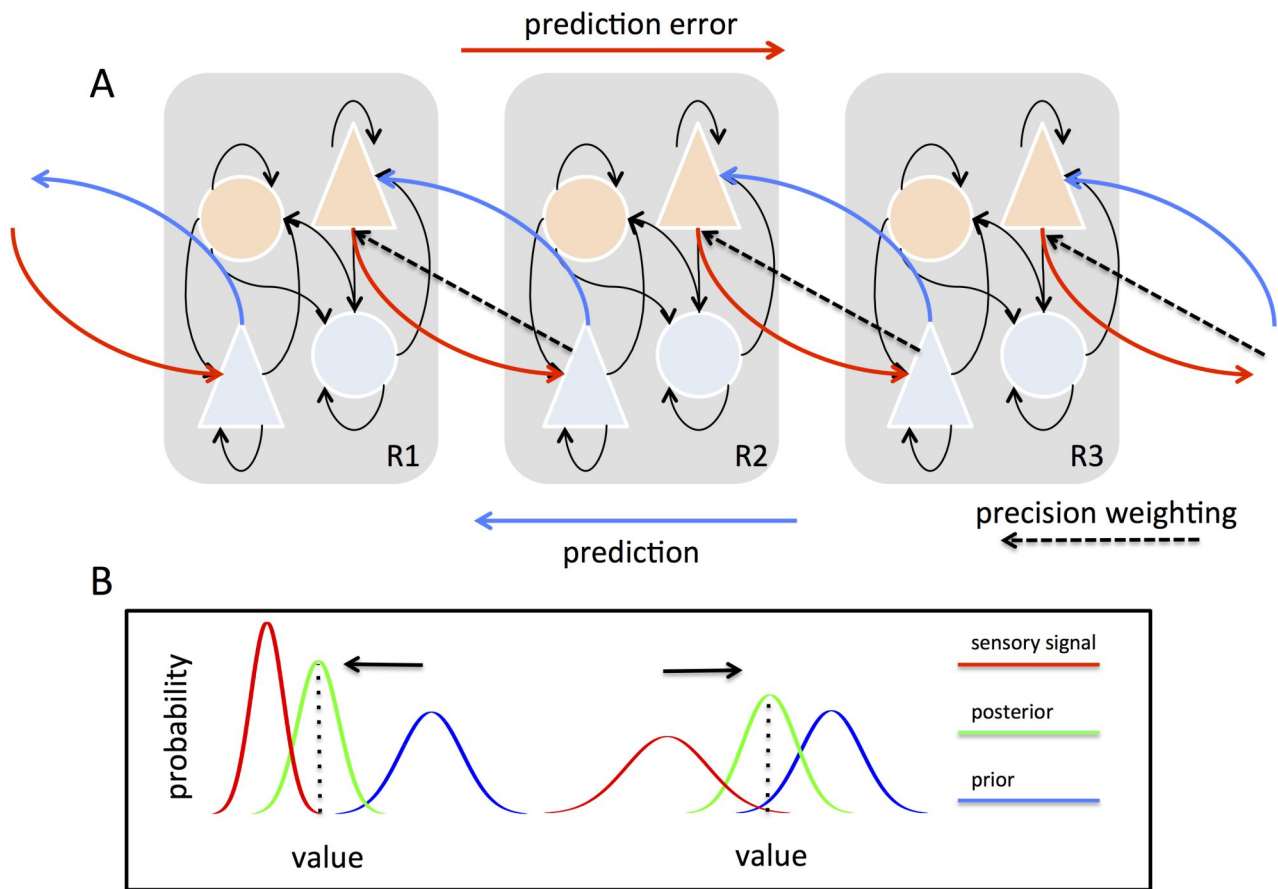 prediction error
A
R1
R2
R3
prediction
precision weighting
B
probability
sensory signal
posterior
prior
value
value